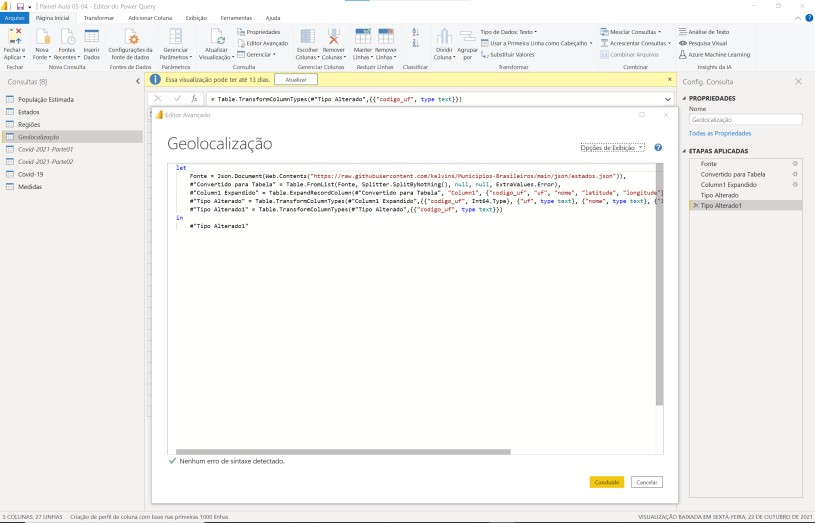 Painel Aula 05-04 - Editor do Power Query
Arquivo Página Inicial Transformar Adicionar Coluna Exibição Ferramentas Ajuda
Fechar e Aplicar
Nova Fonte
Fontes Recentes
Inserir Dados
Configurações da fonte de dados
Gerenciar Parâmetros
Atualizar Visualização
Propriedades
Editor Avançado
Gerenciar
Escolher Colunas
Remover Colunas
Manter Linhas
Remover Linhas
Dividir Coluna
Agrupar por
Tipo de Dados: Texto
Usar a Primeira Linha como Cabeçalho
Substituir Valores
Mesclar Consultas
Acrescentar Consultas
Combinar Arquivos
Análise de Texto
Pesquisa Visual
Azure Machine Learning
Fechar Nova Consulta Fontes de Dados Parâmetros Consulta Gerenciar Colunas Reduzir Linhas Classificar Transformar Combinar Insights da IA
Consultas [8]
População Estimada
Estados
Regiões
Geolocalização
Covid-2021-Parte01
Covid-2021-Parte02
Covid-19
Medidas
Essa visualização pode ter até 13 dias. Atualizar
fx = Table.TransformColumnTypes(#"Tipo Alterado",{{"codigo_uf", type text}})
Editor Avançado
Geolocalização
Opções de Exibição
let
Fonte = Json.Document(Web.Contents("https://raw.githubusercontent.com/kelvins/Municipios-Brasileiros/main/json/estados.json")),
#"Convertido para Tabela" = Table.FromList(Fonte, Splitter.SplitByNothing(), null, null, ExtraValues.Error),
#"Column1 Expandido" = Table.ExpandRecordColumn(#"Convertido para Tabela", "Column1", {"codigo_uf", "uf", "nome", "latitude", "longitude"
#"Tipo Alterado" = Table.TransformColumnTypes(#"Column1 Expandido",{{"codigo_uf", Int64.Type}, {"uf", type text}, {"nome", type text}, {"l
#"Tipo Alterado1" = Table.TransformColumnTypes(#"Tipo Alterado",{{"codigo_uf", type text}})
in
#"Tipo Alterado1"
Nenhum erro de sintaxe detectado.
Concluído Cancelar
Config. Consulta
PROPRIEDADES
Nome
Geolocalização
Todas as Propriedades
ETAPAS APLICADAS
Fonte
Convertido para Tabela
Column1 Expandido
Tipo Alterado
Tipo Alterado1
5 COLUNAS, 27 LINHAS Criação de perfil de coluna com base nas primeiras 1000 linhas
VISUALIZAÇÃO BAIXADA EM SEXTA-FEIRA, 22 DE OUTUBRO DE 2021